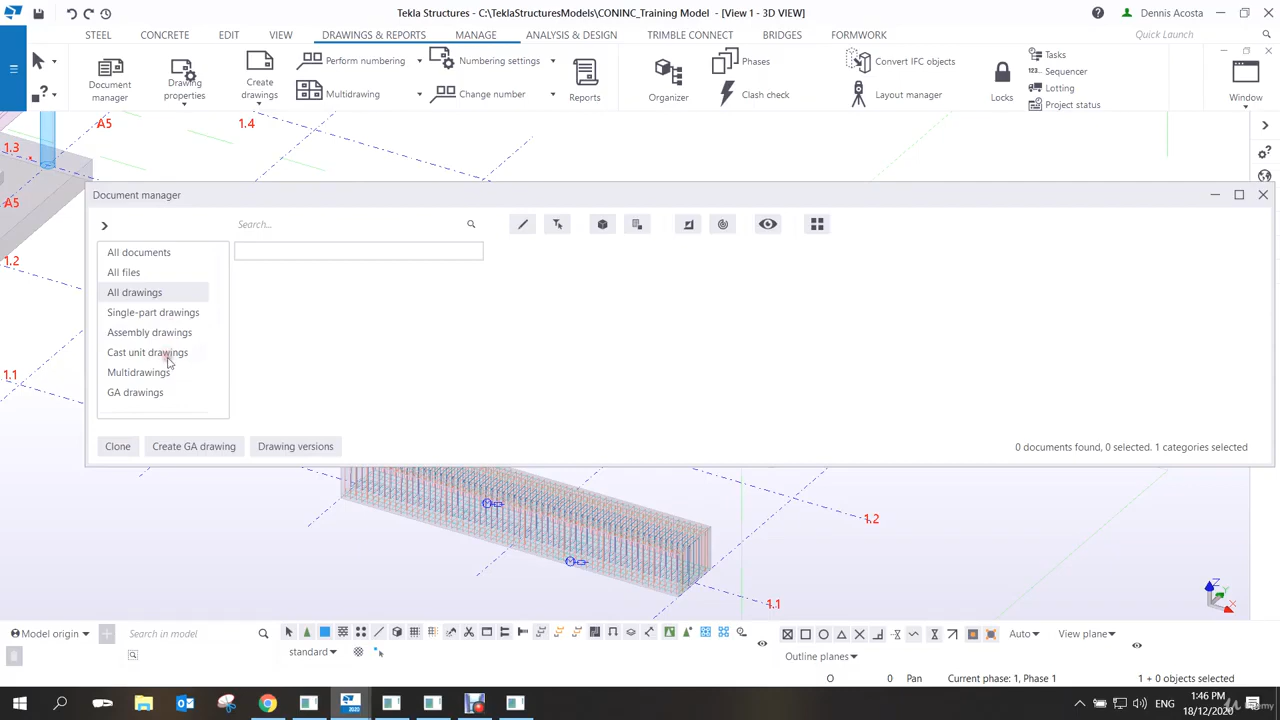 Tekla Structures - C:\TeklaStructuresModels\CONINC_Training Model - [View 1 - 3D VIEW]
Dennis Acosta
STEEL CONCRETE EDIT VIEW DRAWINGS & REPORTS MANAGE ANALYSIS & DESIGN TRIMBLE CONNECT BRIDGES FORMWORK
Quick Launch
Document manager
Drawing properties
Create drawings
Perform numbering
Multidrawing
Numbering settings
Change number
Reports
Organizer
Phases
Clash check
Convert IFC objects
Layout manager
Locks
Tasks
Sequencer
Lotting
Project status
Window
A5
1.4
1.3
A5
1.2
1.1
Document manager
Search...
All documents
All files
All drawings
Single-part drawings
Assembly drawings
Cast unit drawings
Multidrawings
GA drawings
Clone
Create GA drawing
Drawing versions
0 documents found, 0 selected. 1 categories selected
1.2
1.1
Z
Y
X
Model origin
Search in model
standard
Auto
View plane
Outline planes
O 0 Pan Current phase: 1, Phase 1 1 + 0 objects selected
2020
ENG
1:46 PM
18/12/2020